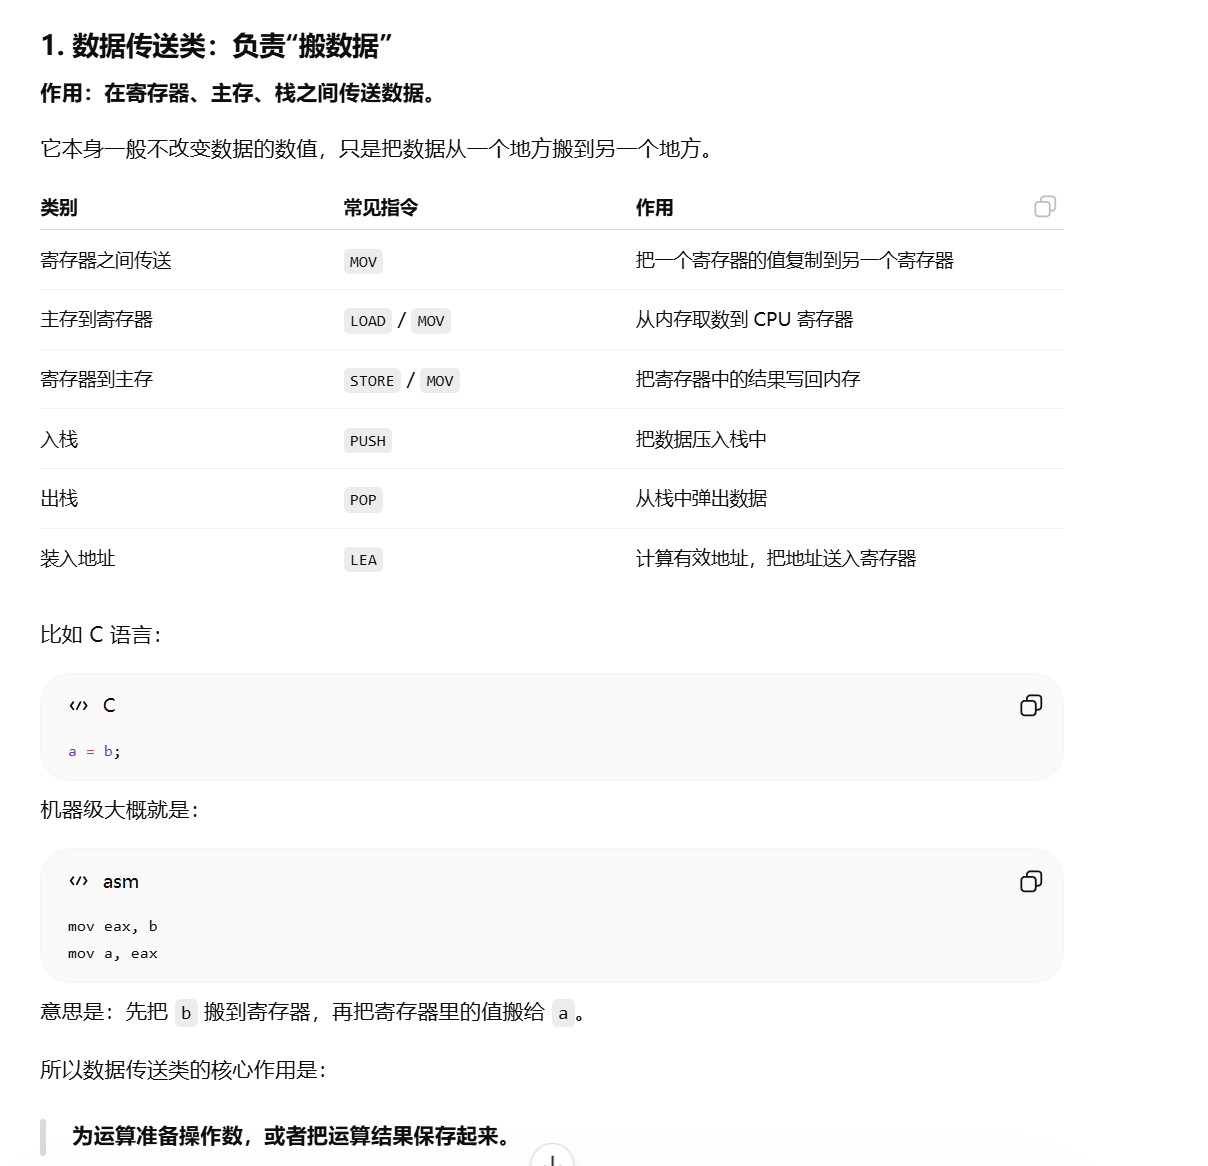 1. 数据传送类：负责“搬数据”
作用：在寄存器、主存、栈之间传送数据。
它本身一般不改变数据的数值，只是把数据从一个地方搬到另一个地方。
类别 常见指令 作用
寄存器之间传送 MOV 把一个寄存器的值复制到另一个寄存器
主存到寄存器 LOAD / MOV 从内存取数到 CPU 寄存器
寄存器到主存 STORE / MOV 把寄存器中的结果写回内存
入栈 PUSH 把数据压入栈中
出栈 POP 从栈中弹出数据
装入地址 LEA 计算有效地址，把地址送入寄存器
比如 C 语言：
C
a = b;
机器级大概就是：
asm
mov eax, b
mov a, eax
意思是：先把 b 搬到寄存器，再把寄存器里的值搬给 a。
所以数据传送类的核心作用是：
为运算准备操作数，或者把运算结果保存起来。